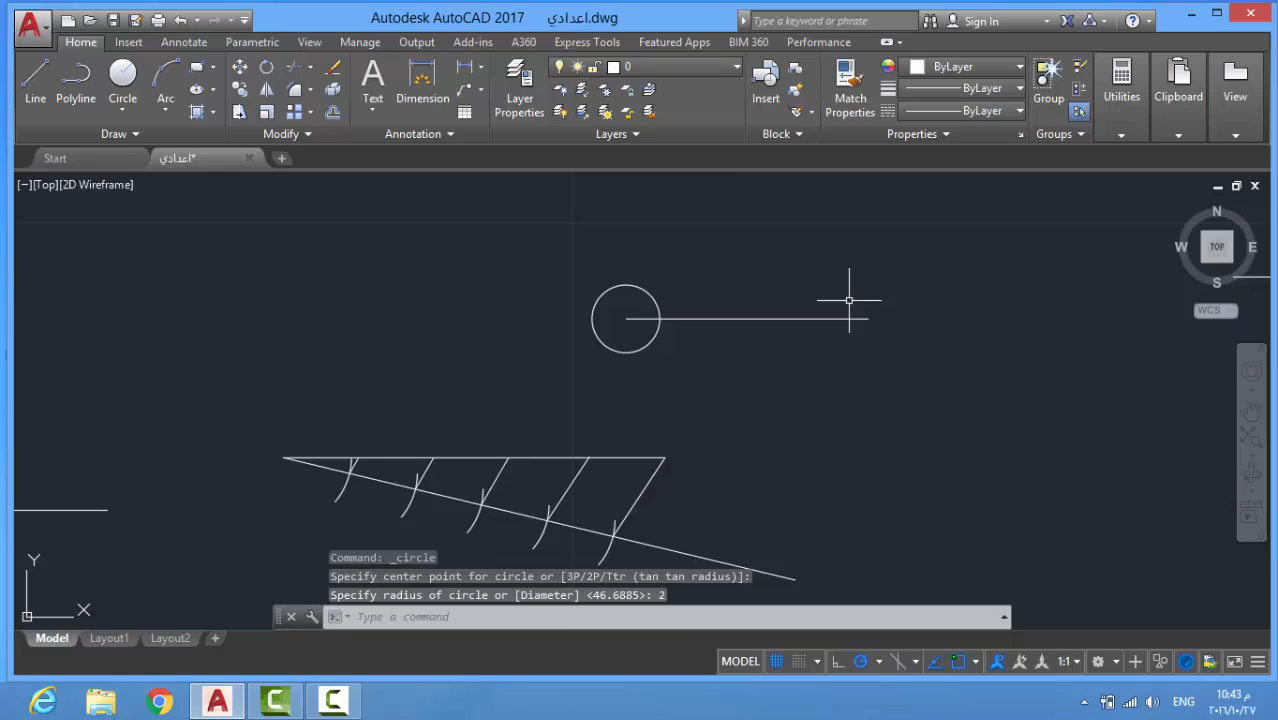 Autodesk AutoCAD 2017 اعدادي.dwg
Type a keyword or phrase
Sign In
Home Insert Annotate Parametric View Manage Output Add-ins A360 Express Tools Featured Apps BIM 360 Performance
Line Polyline Circle Arc
Text Dimension
Layer Properties
0
Insert
Match Properties
ByLayer
ByLayer
ByLayer
Group
Utilities Clipboard View
Draw Modify Annotation Layers Block Properties Groups
Start اعدادي*
[−][Top][2D Wireframe]
N
W TOP E
S
WCS
Command: _circle
Specify center point for circle or [3P/2P/Ttr (tan tan radius)]:
Specify radius of circle or [Diameter] <46.6885>: 2
Type a command
Y
X
Model Layout1 Layout2
MODEL 1:1
ENG
10:43 م
٢٠١٦/١٠/٢٧